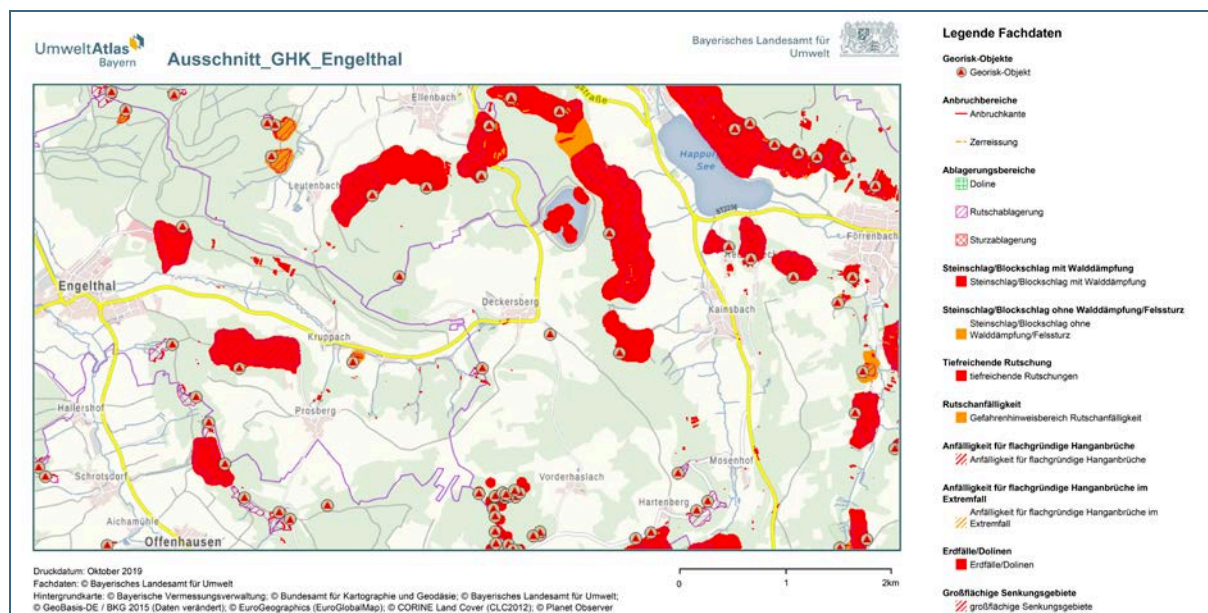 UmweltAtlas
Bayern
Ausschnitt_GHK_Engelthal
Bayerisches Landesamt für
Umwelt
Ellenbach
straße
Happur
See
Leutenbach
ST2236
Förrenbach
Engelthal
Deckersberg
Kainsbach
Kruppach
Hallershof
Prosberg
Schrotsdorf
Vorderhaslach
Mosenhof
Hartenberg
Aichamühle
Offenhausen
Druckdatum: Oktober 2019
Fachdaten: © Bayerisches Landesamt für Umwelt
Hintergrundkarte: © Bayerische Vermessungsverwaltung; © Bundesamt für Kartographie und Geodäsie; © Bayerisches Landesamt für Umwelt;
© GeoBasis-DE / BKG 2015 (Daten verändert); © EuroGeographics (EuroGlobalMap); © CORINE Land Cover (CLC2012); © Planet Observer
0 1 2km
Legende Fachdaten
Georisk-Objekte
Georisk-Objekt
Anbruchbereiche
Anbruchkante
Zerreissung
Ablagerungsbereiche
Doline
Rutschablagerung
Sturzablagerung
Steinschlag/Blockschlag mit Walddämpfung
Steinschlag/Blockschlag mit Walddämpfung
Steinschlag/Blockschlag ohne Walddämpfung/Felssturz
Steinschlag/Blockschlag ohne
Walddämpfung/Felssturz
Tiefreichende Rutschung
tiefreichende Rutschungen
Rutschanfälligkeit
Gefahrenhinweisbereich Rutschanfälligkeit
Anfälligkeit für flachgründige Hanganbrüche
Anfälligkeit für flachgründige Hanganbrüche
Anfälligkeit für flachgründige Hanganbrüche im
Extremfall
Anfälligkeit für flachgründige Hanganbrüche im
Extremfall
Erdfälle/Dolinen
Erdfälle/Dolinen
Großflächige Senkungsgebiete
großflächige Senkungsgebiete